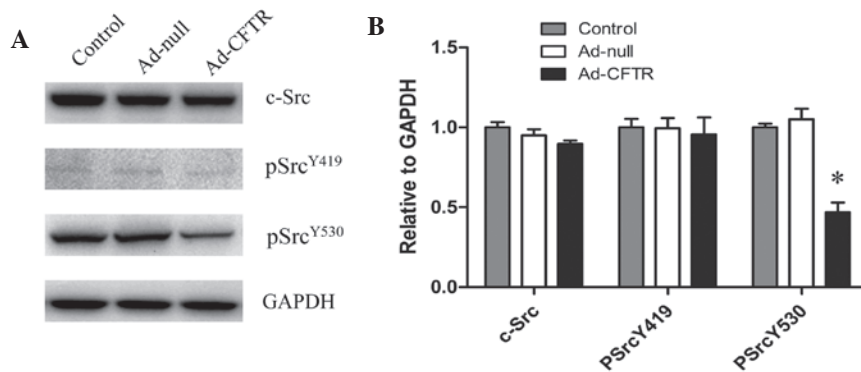 A
Control
Ad-null
Ad-CFTR
c-Src
pSrcY419
pSrcY530
GAPDH
B
Control
Ad-null
Ad-CFTR
Relative to GAPDH
1.5
1.0
0.5
0.0
*
c-Src
PSrcY419
PSrcY530